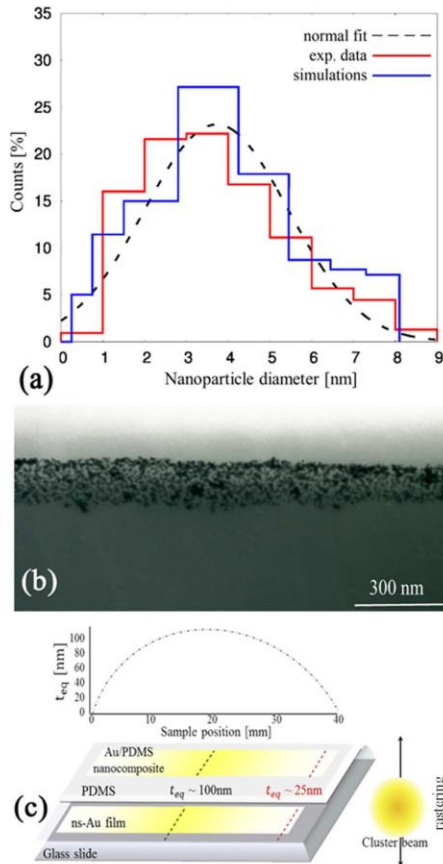 35
30
25
20
15
10
5
0
Counts [%]
normal fit
exp. data
simulations
0 1 2 3 4 5 6 7 8 9
Nanoparticle diameter [nm]
(a)
(b)
300 nm
t_eq [nm]
100
80
60
40
20
0
0 10 20 30 40
Sample position [mm]
Au/PDMS
nanocomposite
PDMS
t_eq ~ 100nm
t_eq ~ 25nm
(c)
ns-Au film
Glass slide
Cluster beam
rastering